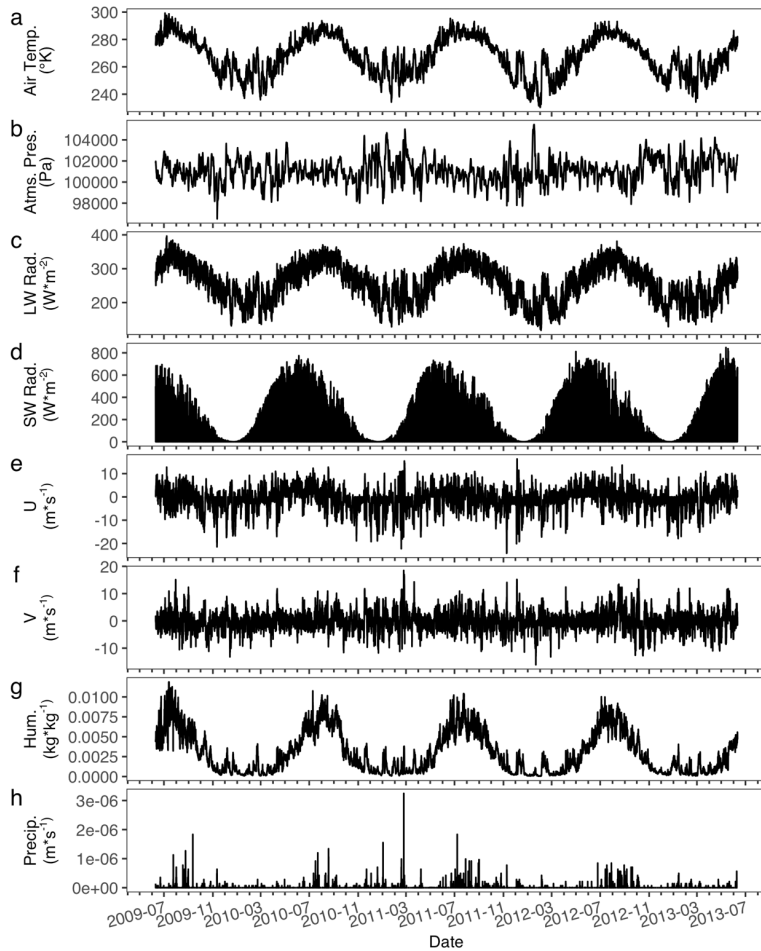 a
Air Temp.
(°K)
300
280
260
240
b
Atms. Pres.
(Pa)
104000
102000
100000
98000
c
LW Rad.
(W*m-2)
400
300
200
d
SW Rad.
(W*m-2)
800
600
400
200
0
e
U
(m*s-1)
10
0
-10
-20
f
V
(m*s-1)
20
10
0
-10
g
Hum.
(kg*kg-1)
0.0100
0.0075
0.0050
0.0025
0.0000
h
Precip.
(m*s-1)
3e-06
2e-06
1e-06
0e+00
2009-07 2009-11 2010-03 2010-07 2010-11 2011-03 2011-07 2011-11 2012-03 2012-07 2012-11 2013-03 2013-07
Date